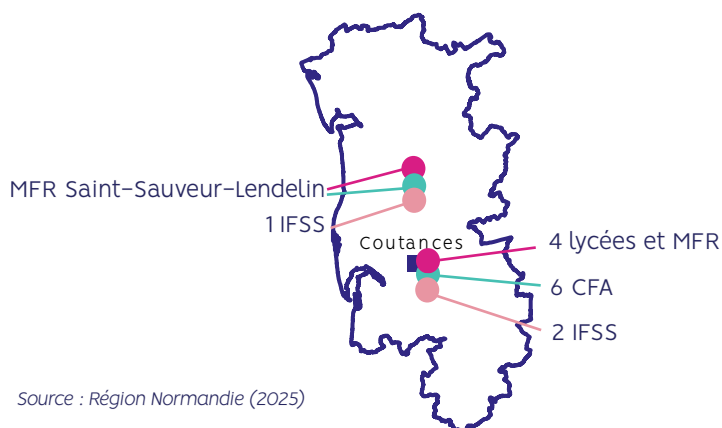 MFR Saint-Sauveur-Lendelin
1 IFSS
Coutances
4 lycées et MFR
6 CFA
2 IFSS
Source : Région Normandie (2025)